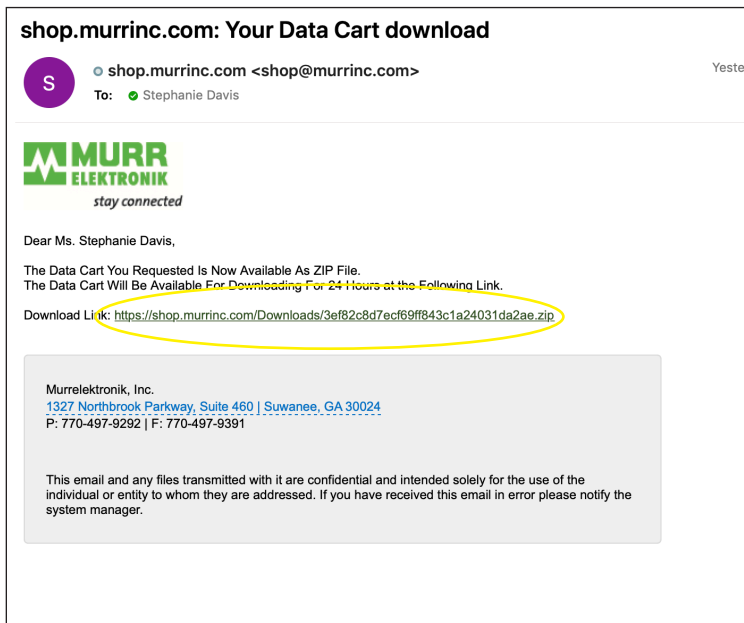 shop.murrinc.com: Your Data Cart download
S
shop.murrinc.com <shop@murrinc.com>
Yeste
To: Stephanie Davis
MURR
ELEKTRONIK
stay connected
Dear Ms. Stephanie Davis,
The Data Cart You Requested Is Now Available As ZIP File.
The Data Cart Will Be Available For Downloading For 24 Hours at the Following Link.
Download Link: https://shop.murrinc.com/Downloads/3ef82c8d7ecf69ff843c1a24031da2ae.zip
Murrelektronik, Inc.
1327 Northbrook Parkway, Suite 460 | Suwanee, GA 30024
P: 770-497-9292 | F: 770-497-9391
This email and any files transmitted with it are confidential and intended solely for the use of the
individual or entity to whom they are addressed. If you have received this email in error please notify the
system manager.